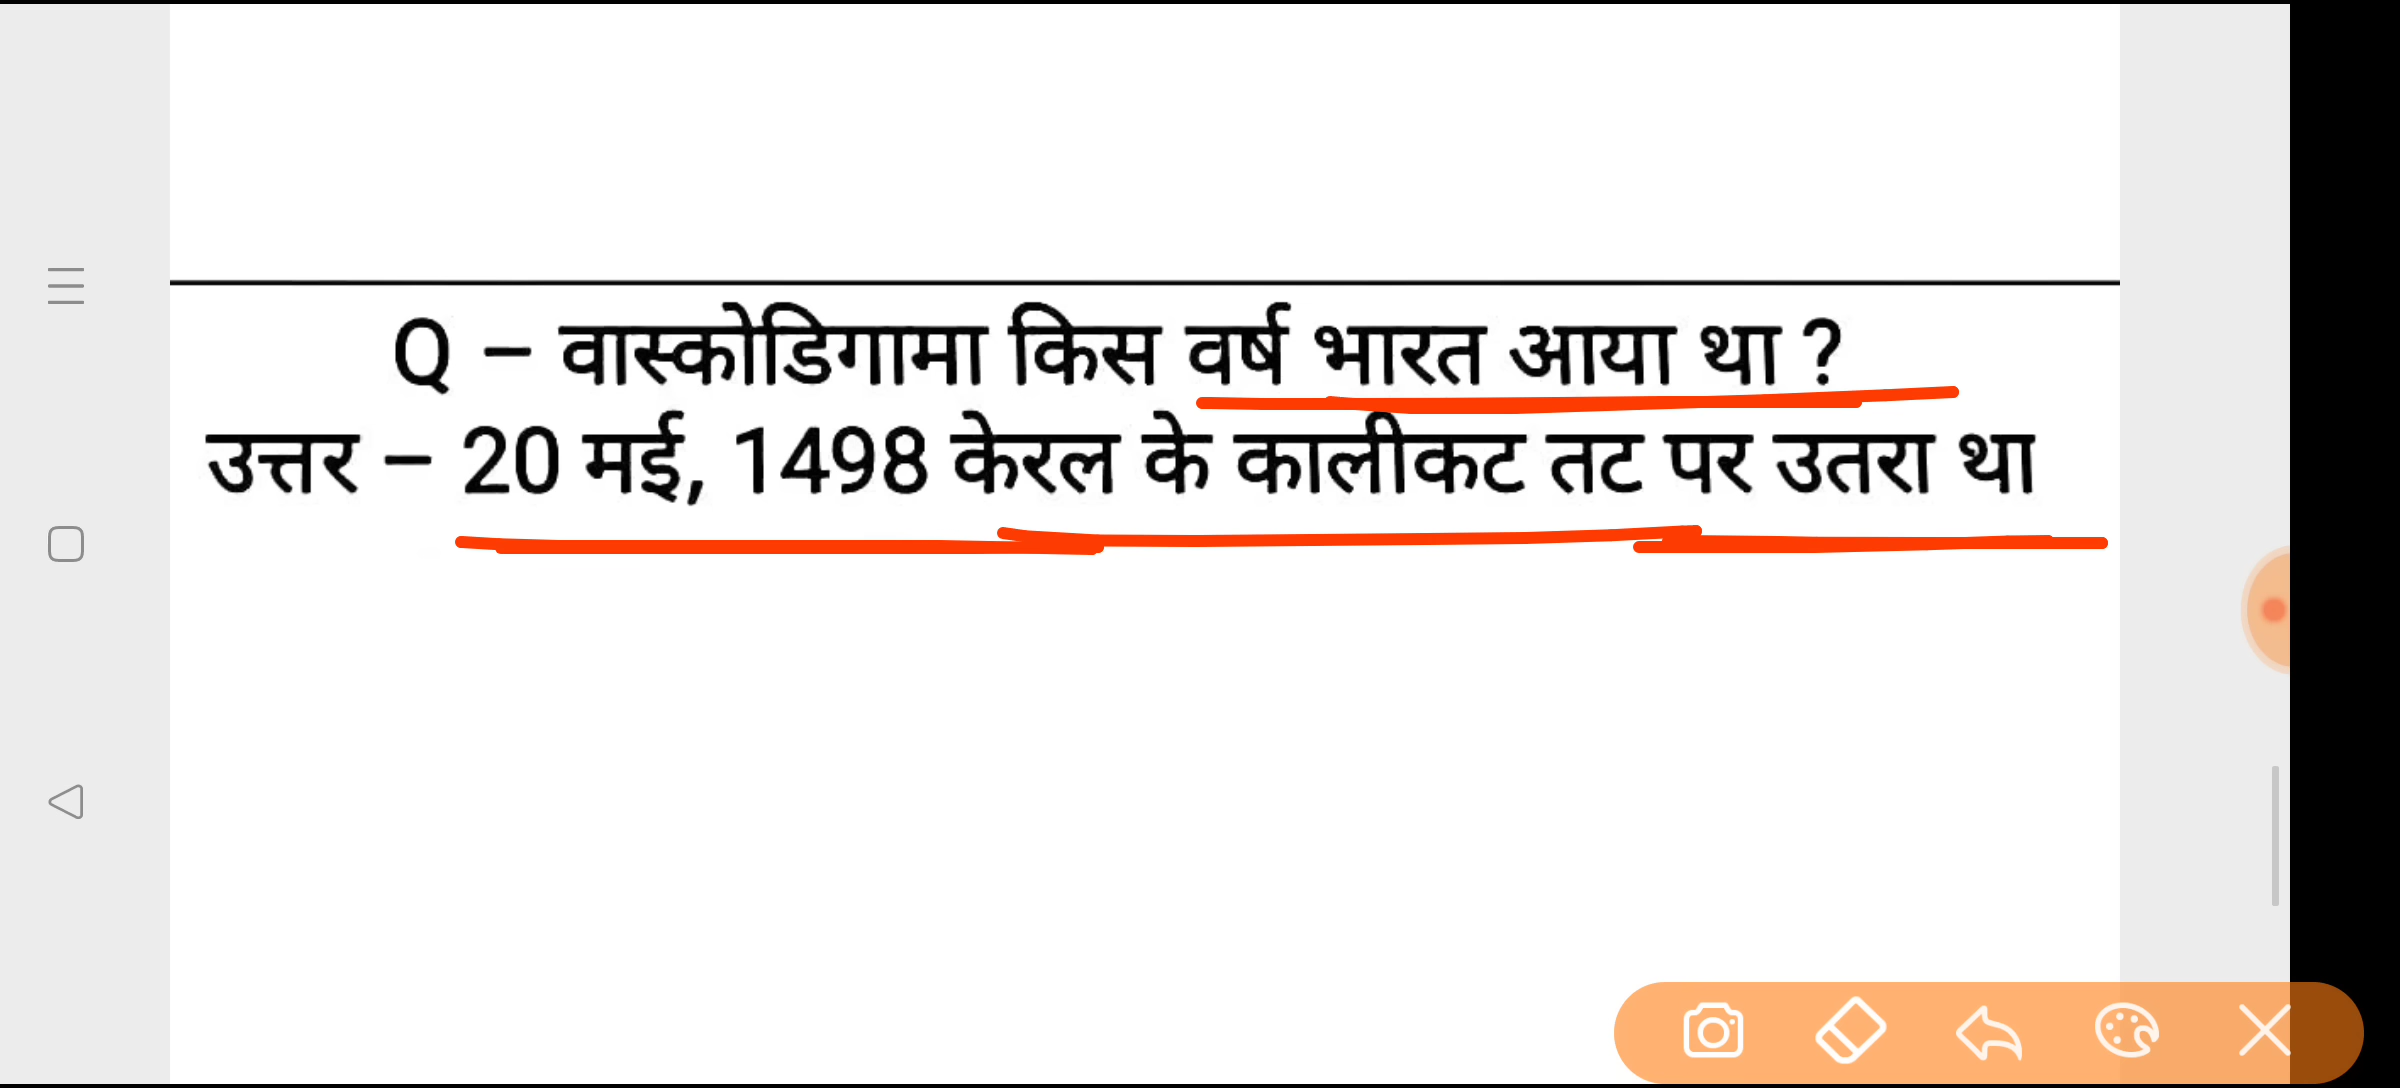 Q – वास्कोडिगामा किस वर्ष भारत आया था ?
उत्तर – 20 मई, 1498 केरल के कालीकट तट पर उतरा था